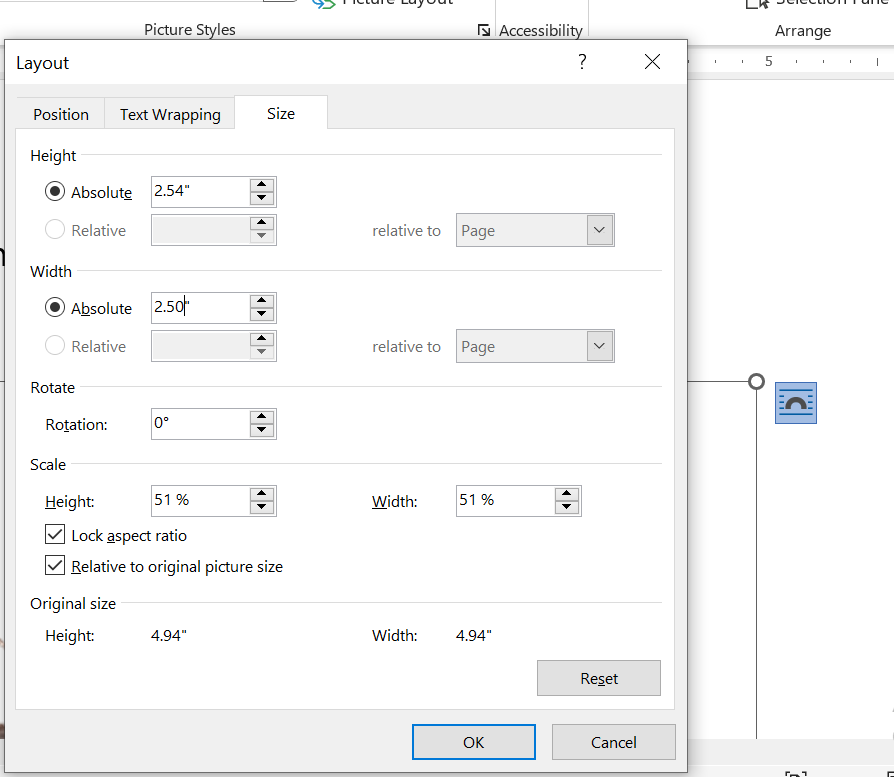 Picture Layout
Selection Pane
Picture Styles
Accessibility
Arrange
Layout
?
5
Position
Text Wrapping
Size
Height
Absolute 2.54"
Relative relative to Page
Width
Absolute 2.50"
Relative relative to Page
Rotate
Rotation: 0°
Scale
Height: 51 % Width: 51 %
Lock aspect ratio
Relative to original picture size
Original size
Height: 4.94" Width: 4.94"
Reset
OK
Cancel